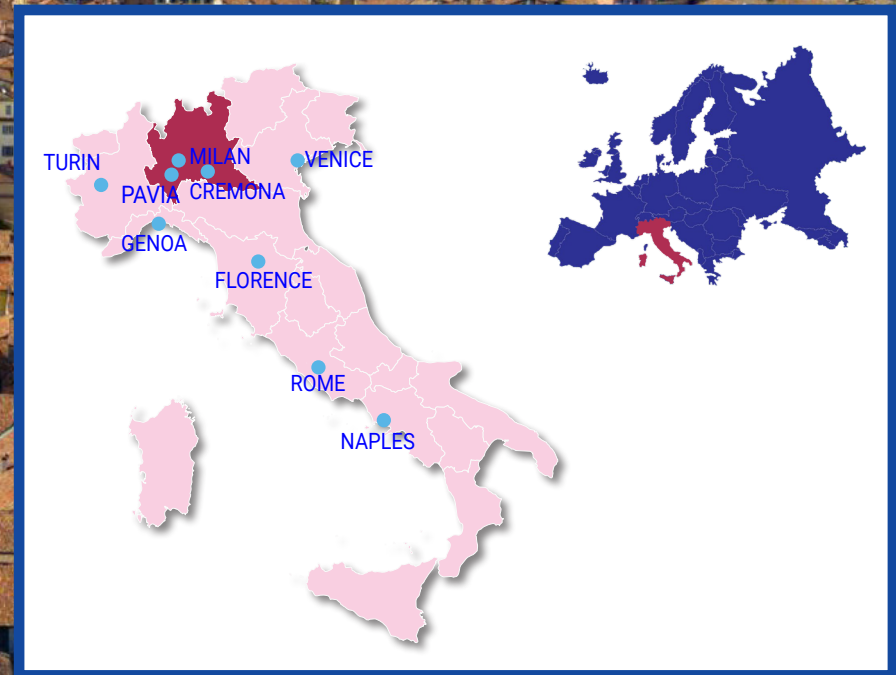 MILAN
TURIN
VENICE
PAVIA
CREMONA
GENOA
FLORENCE
ROME
NAPLES